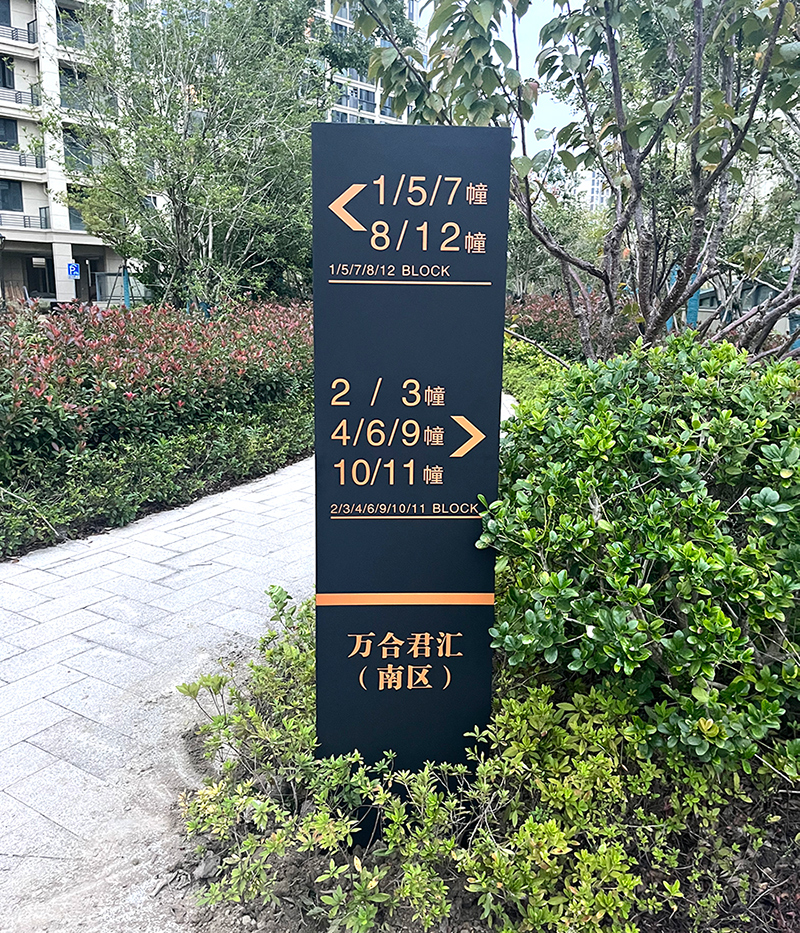 1/5/7幢
8/12幢
1/5/7/8/12 BLOCK
2 / 3幢
4/6/9幢
10/11幢
2/3/4/6/9/10/11 BLOCK
万合君汇
（南区）